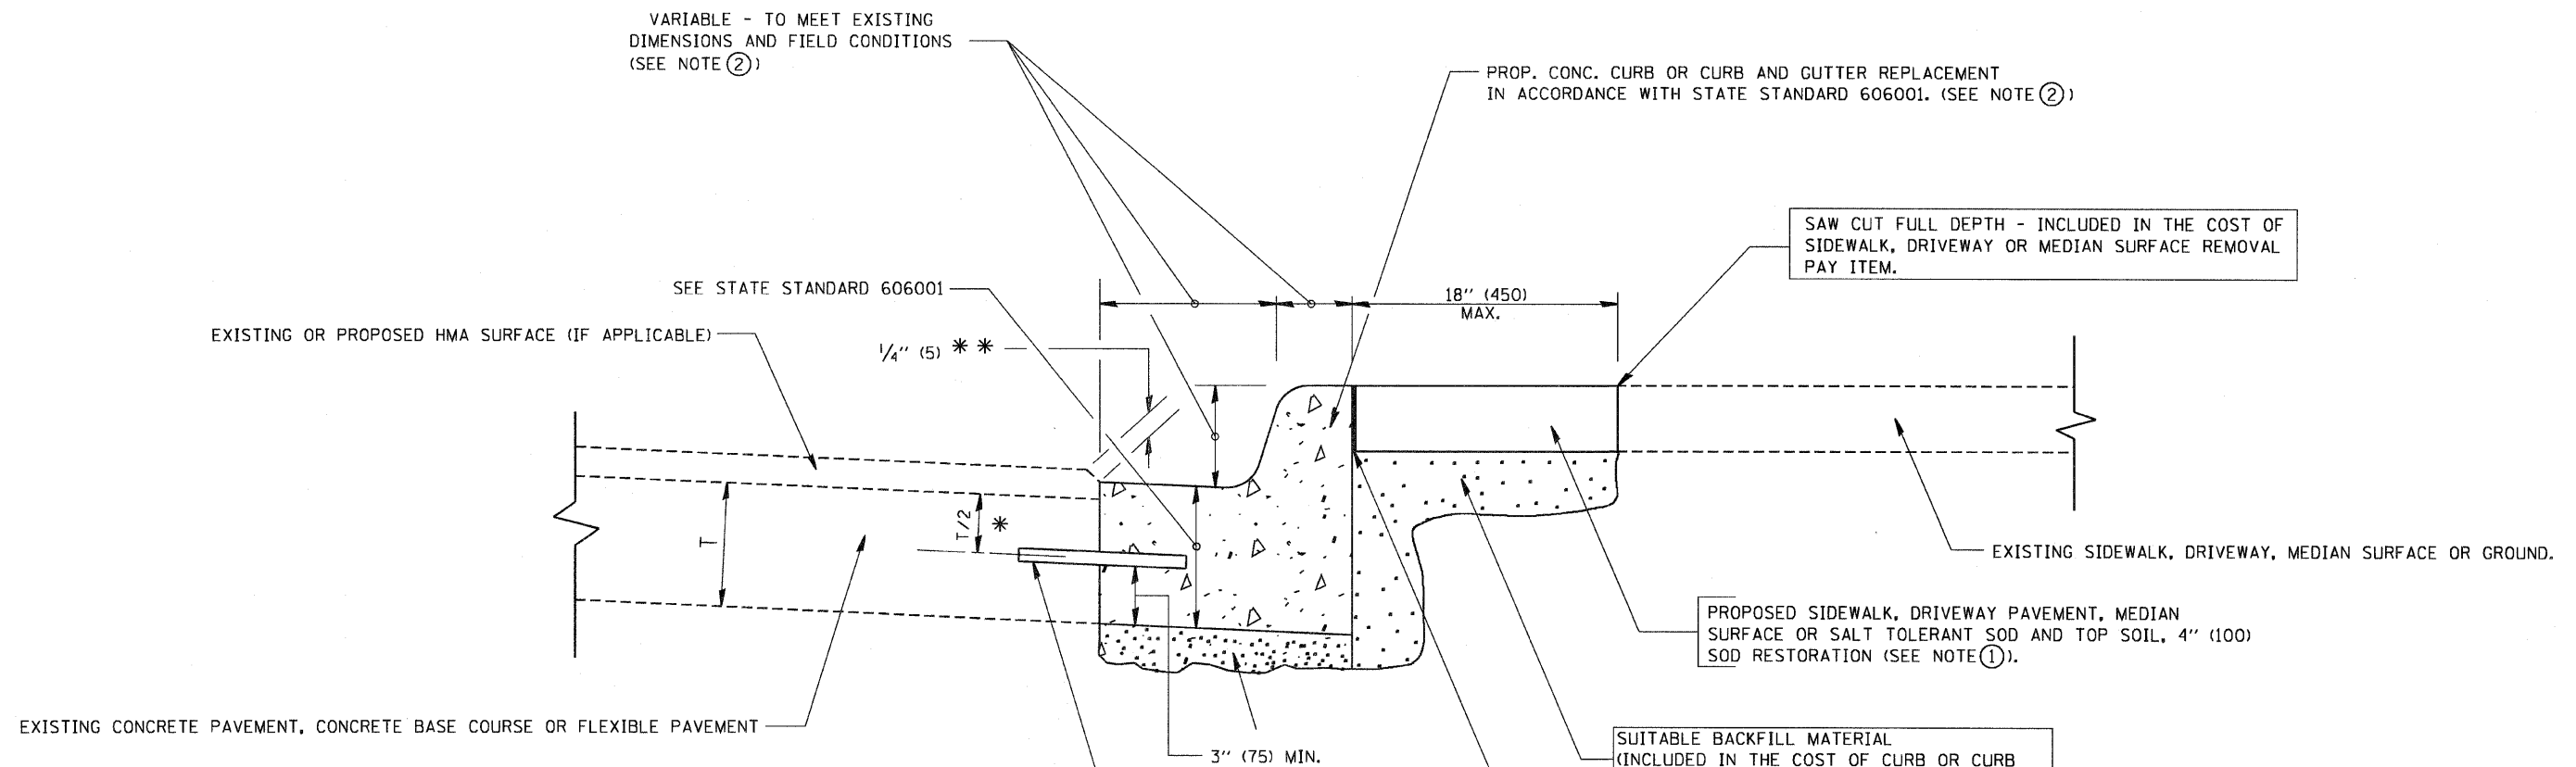 VARIABLE - TO MEET EXISTING
DIMENSIONS AND FIELD CONDITIONS
(SEE NOTE ②)
PROP. CONC. CURB OR CURB AND GUTTER REPLACEMENT
IN ACCORDANCE WITH STATE STANDARD 606001. (SEE NOTE ②)
SAW CUT FULL DEPTH - INCLUDED IN THE COST OF
SIDEWALK, DRIVEWAY OR MEDIAN SURFACE REMOVAL
PAY ITEM.
SEE STATE STANDARD 606001
18" (450)
MAX.
EXISTING OR PROPOSED HMA SURFACE (IF APPLICABLE)
1/4" (5) * *
T
T/2 *
EXISTING SIDEWALK, DRIVEWAY, MEDIAN SURFACE OR GROUND.
PROPOSED SIDEWALK, DRIVEWAY PAVEMENT, MEDIAN
SURFACE OR SALT TOLERANT SOD AND TOP SOIL, 4" (100)
SOD RESTORATION (SEE NOTE ①).
EXISTING CONCRETE PAVEMENT, CONCRETE BASE COURSE OR FLEXIBLE PAVEMENT
3" (75) MIN.
SUITABLE BACKFILL MATERIAL
(INCLUDED IN THE COST OF CURB OR CURB